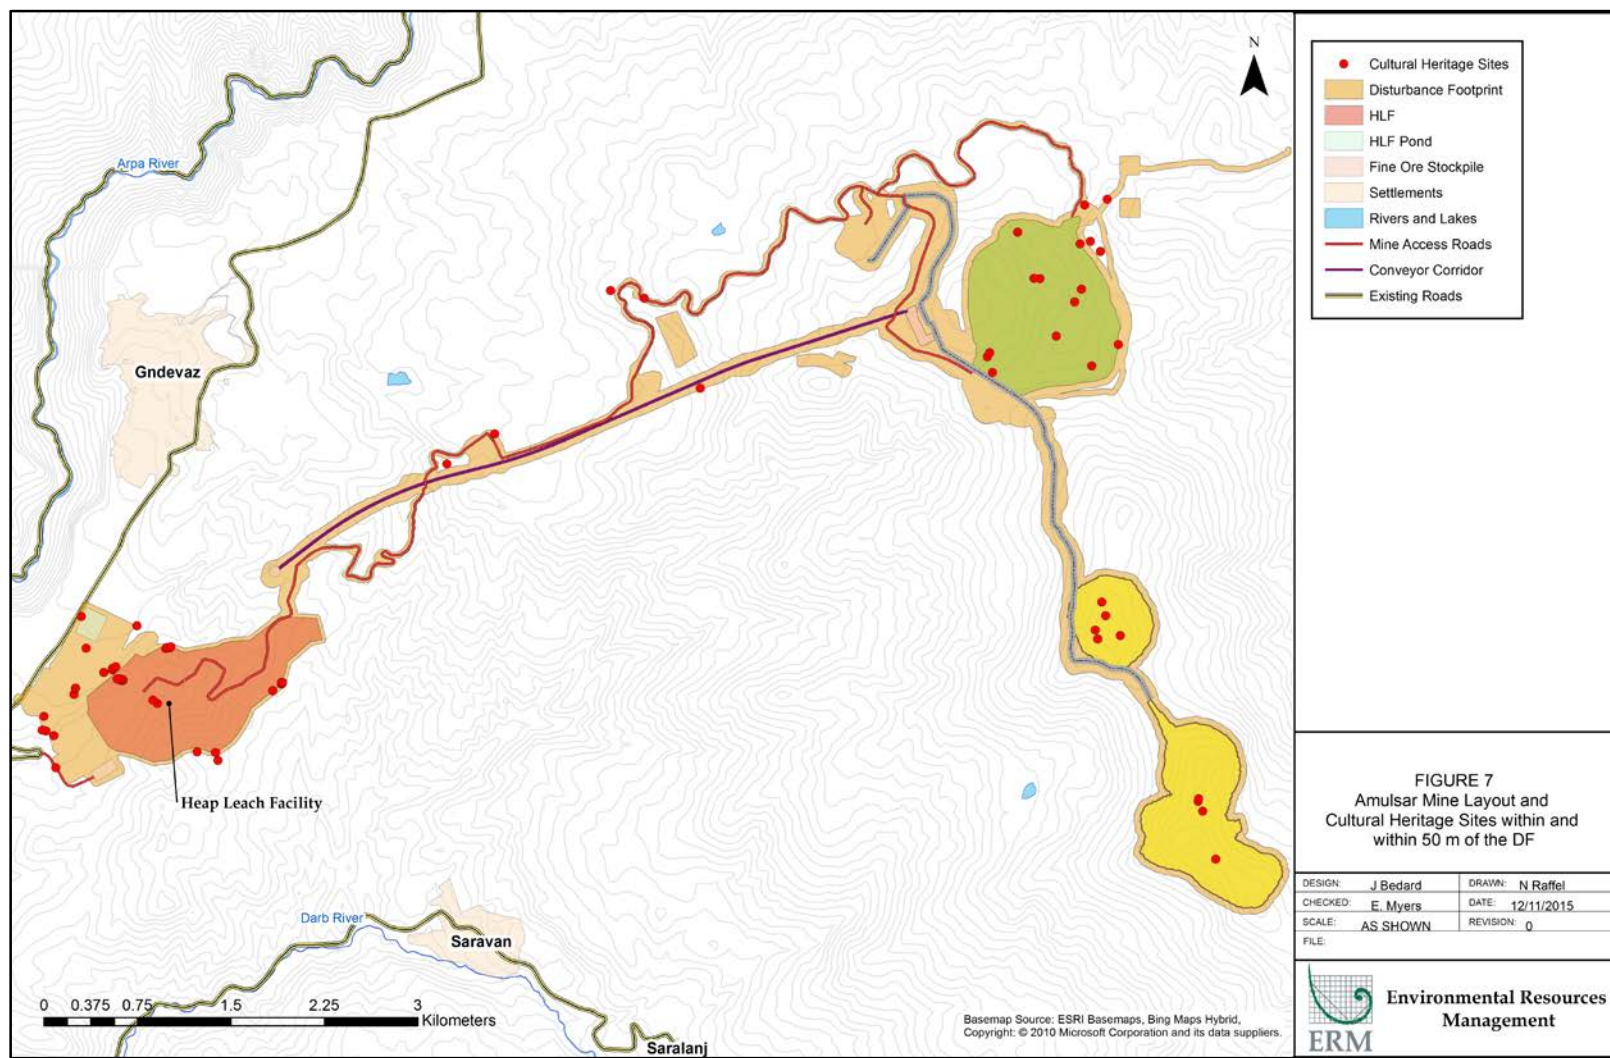 N
Arpa River
Gndevaz
Heap Leach Facility
Darb River
Saravan
Saralanj
0 0.375 0.75 1.5 2.25 3
Kilometers
Basemap Source: ESRI Basemaps, Bing Maps Hybrid,
Copyright: © 2010 Microsoft Corporation and its data suppliers.
Cultural Heritage Sites
Disturbance Footprint
HLF
HLF Pond
Fine Ore Stockpile
Settlements
Rivers and Lakes
Mine Access Roads
Conveyor Corridor
Existing Roads
FIGURE 7
Amulsar Mine Layout and
Cultural Heritage Sites within and
within 50 m of the DF
DESIGN: J Bedard DRAWN: N Raffel
CHECKED: E. Myers DATE: 12/11/2015
SCALE: AS SHOWN REVISION: 0
FILE:
ERM
Environmental Resources
Management